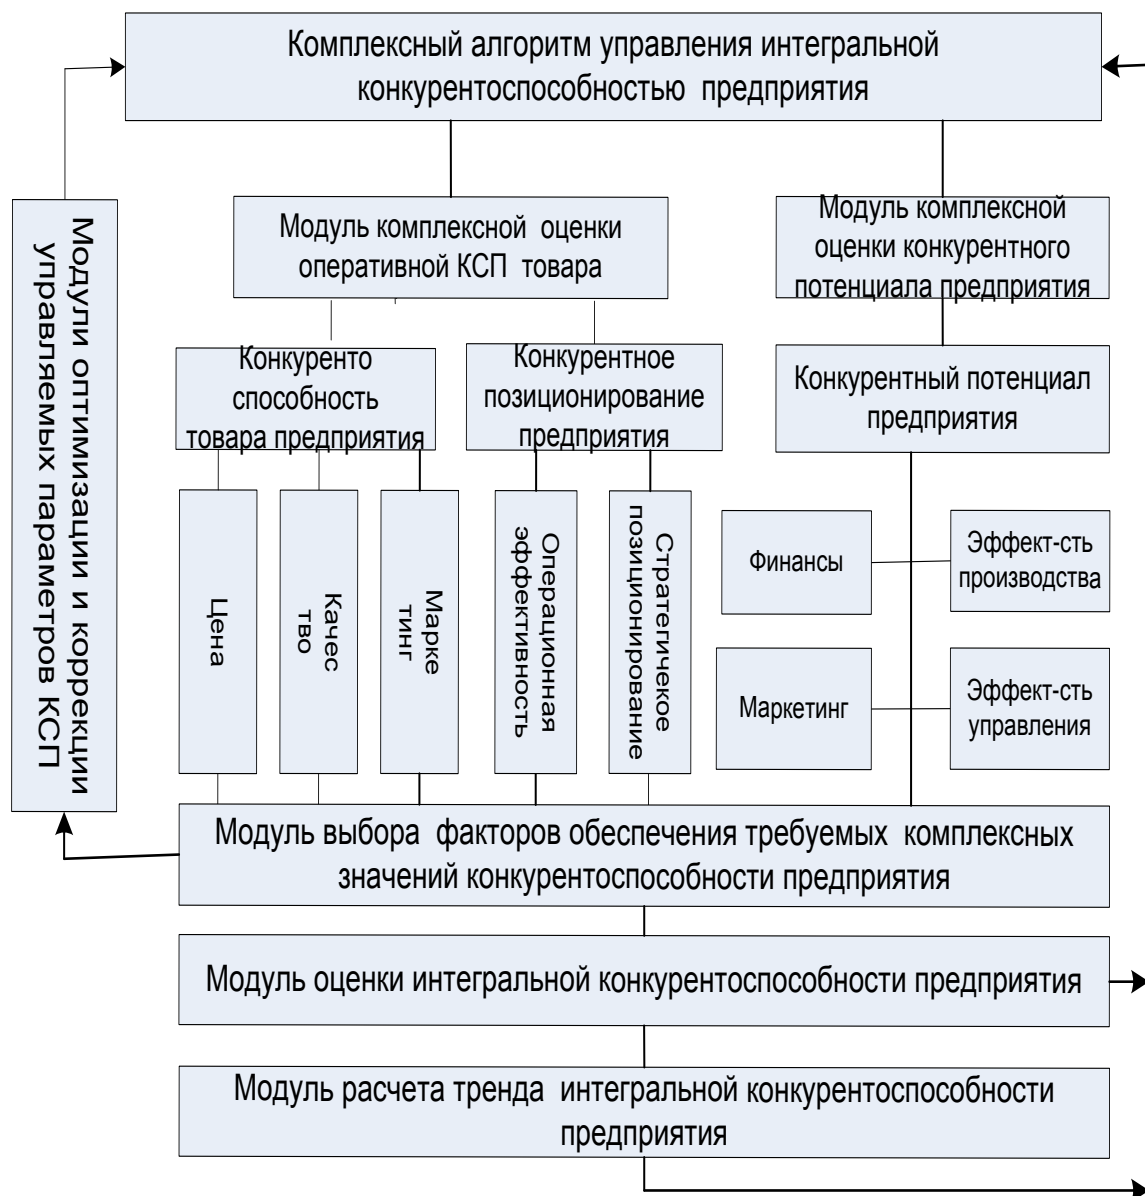 Комплексный алгоритм управления интегральной
конкурентоспособностью предприятия
Модули оптимизации и коррекции
управляемых параметров КСП
Модуль комплексной оценки
оперативной КСП товара
Модуль комплексной
оценки конкурентного
потенциала предприятия
Конкуренто
способность
товара предприятия
Конкурентное
позиционирование
предприятия
Конкурентный потенциал
предприятия
Цена
Качес
тво
Марке
тинг
Операционная
эффективность
Стратегичекое
позиционирование
Финансы
Эффект-сть
производства
Маркетинг
Эффект-сть
управления
Модуль выбора факторов обеспечения требуемых комплексных
значений конкурентоспособности предприятия
Модуль оценки интегральной конкурентоспособности предприятия
Модуль расчета тренда интегральной конкурентоспособности
предприятия